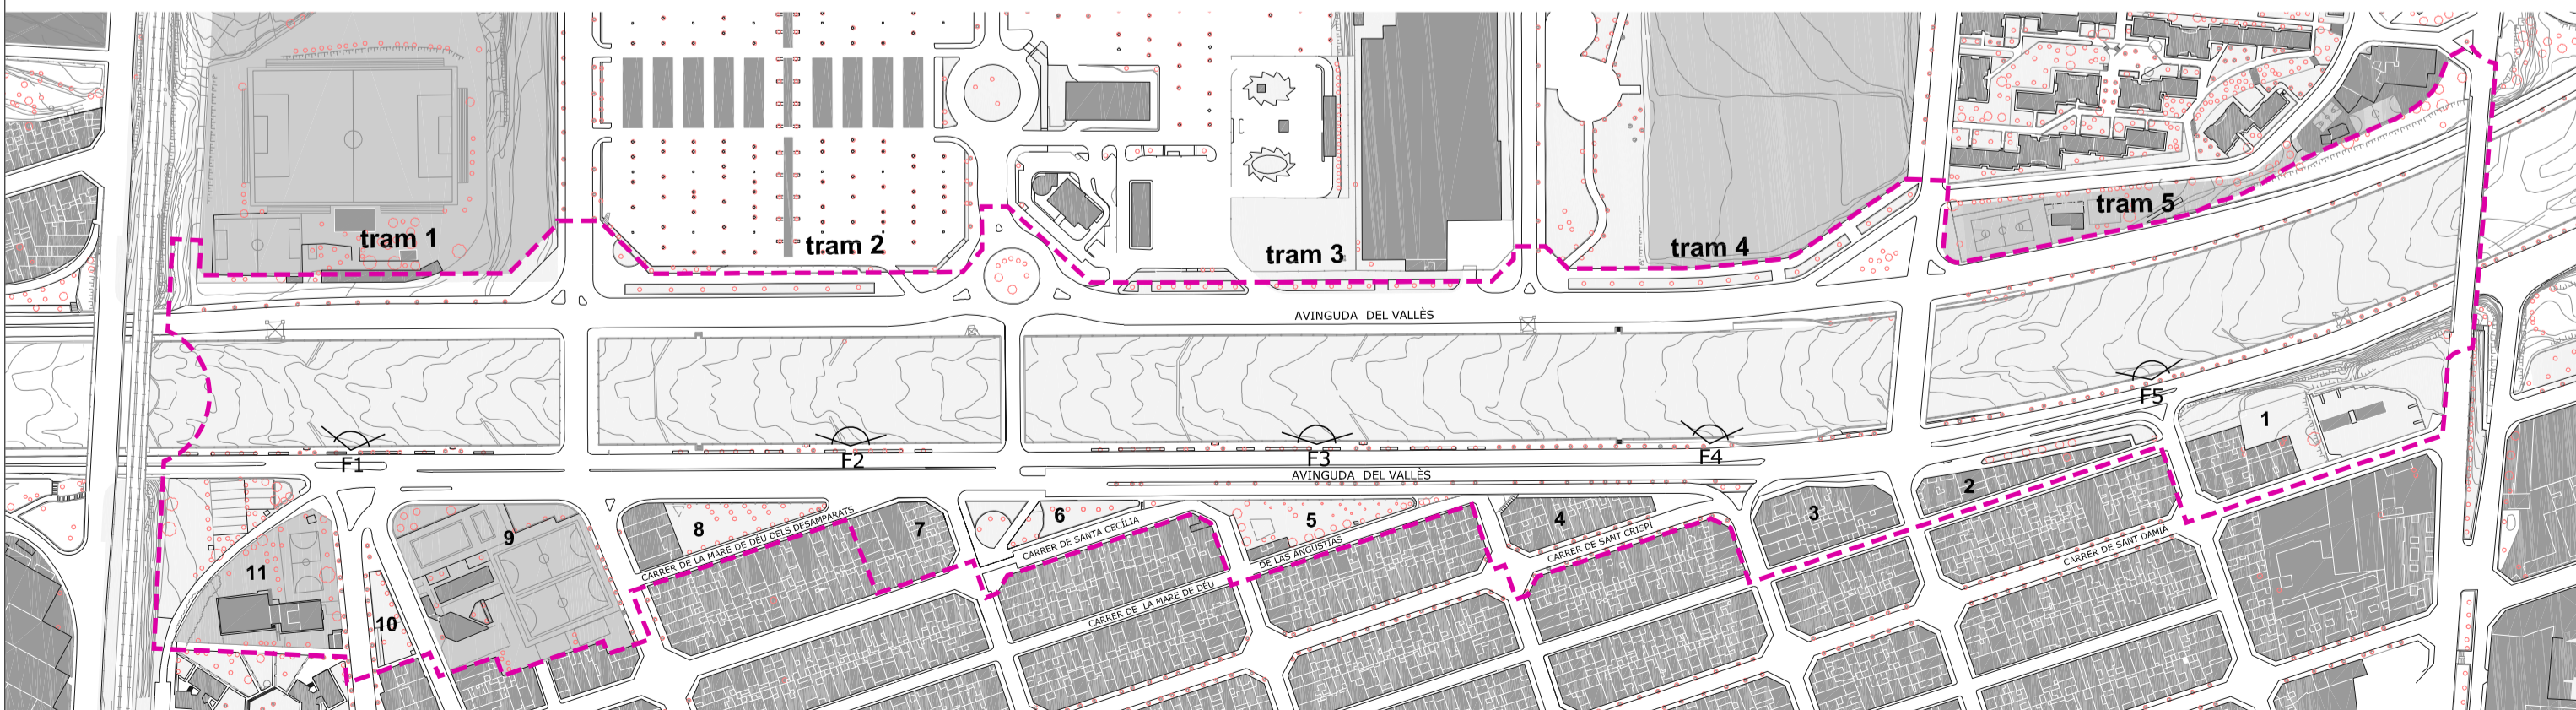 tram 1
tram 2
tram 3
tram 4
tram 5
AVINGUDA DEL VALLÈS
F1
F2
F3
F4
F5
AVINGUDA DEL VALLÈS
1
2
3
4
5
6
7
8
9
10
11
CARRER DE LA MARE DE DÉU DELS DESAMPARATS
CARRER DE SANTA CECÍLIA
DE LAS ANGUSTIAS
CARRER DE LA MARE DE DÉU
CARRER DE SANT CRISPÍ
CARRER DE SANT DAMIÀ